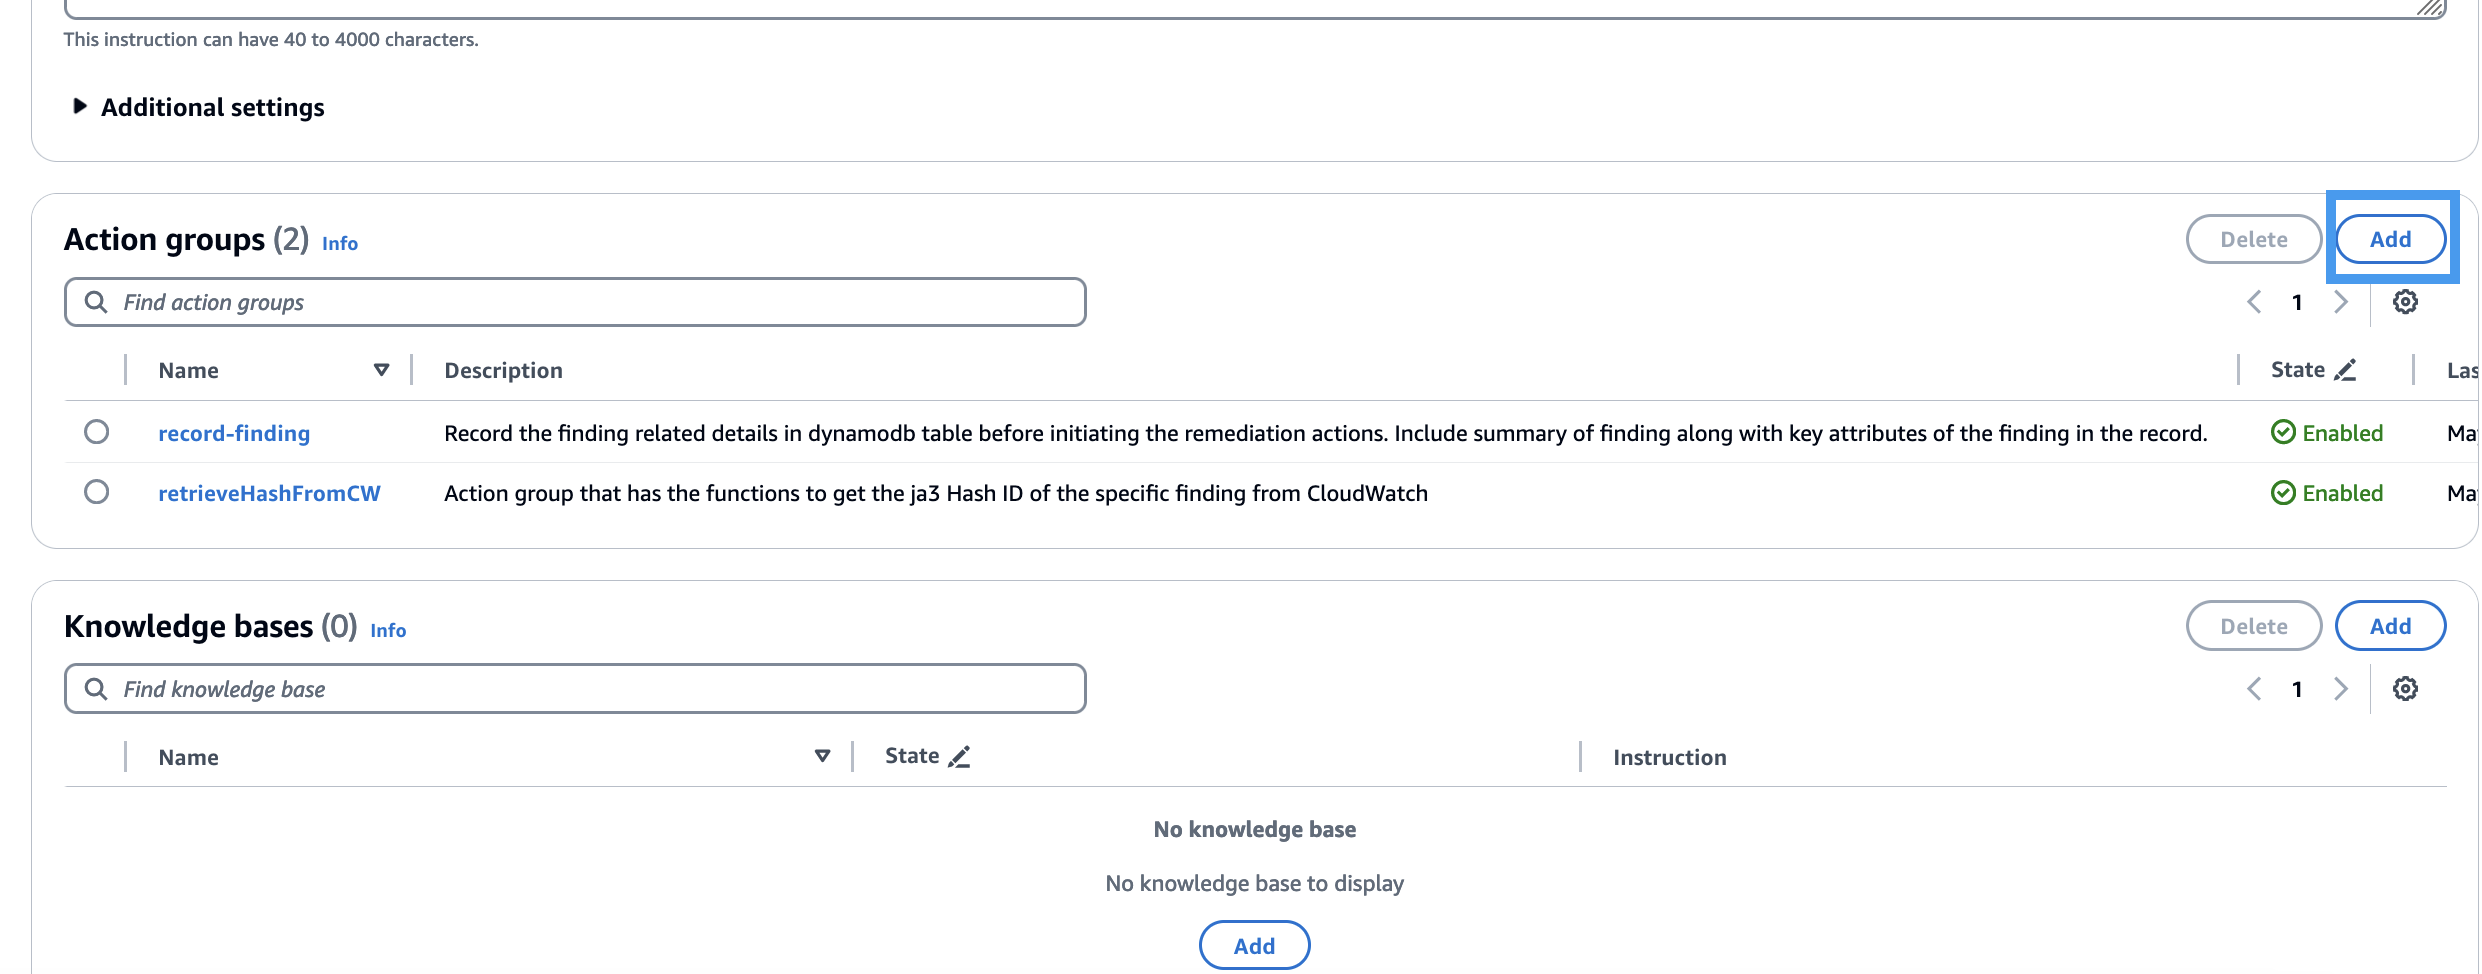 This instruction can have 40 to 4000 characters.
Additional settings
Action groups (2) Info
Delete
Add
Find action groups
1
Name
Description
State
Las
record-finding
Record the finding related details in dynamodb table before initiating the remediation actions. Include summary of finding along with key attributes of the finding in the record.
Enabled
Ma
retrieveHashFromCW
Action group that has the functions to get the ja3 Hash ID of the specific finding from CloudWatch
Enabled
Ma
Knowledge bases (0) Info
Delete
Add
Find knowledge base
1
Name
State
Instruction
No knowledge base
No knowledge base to display
Add